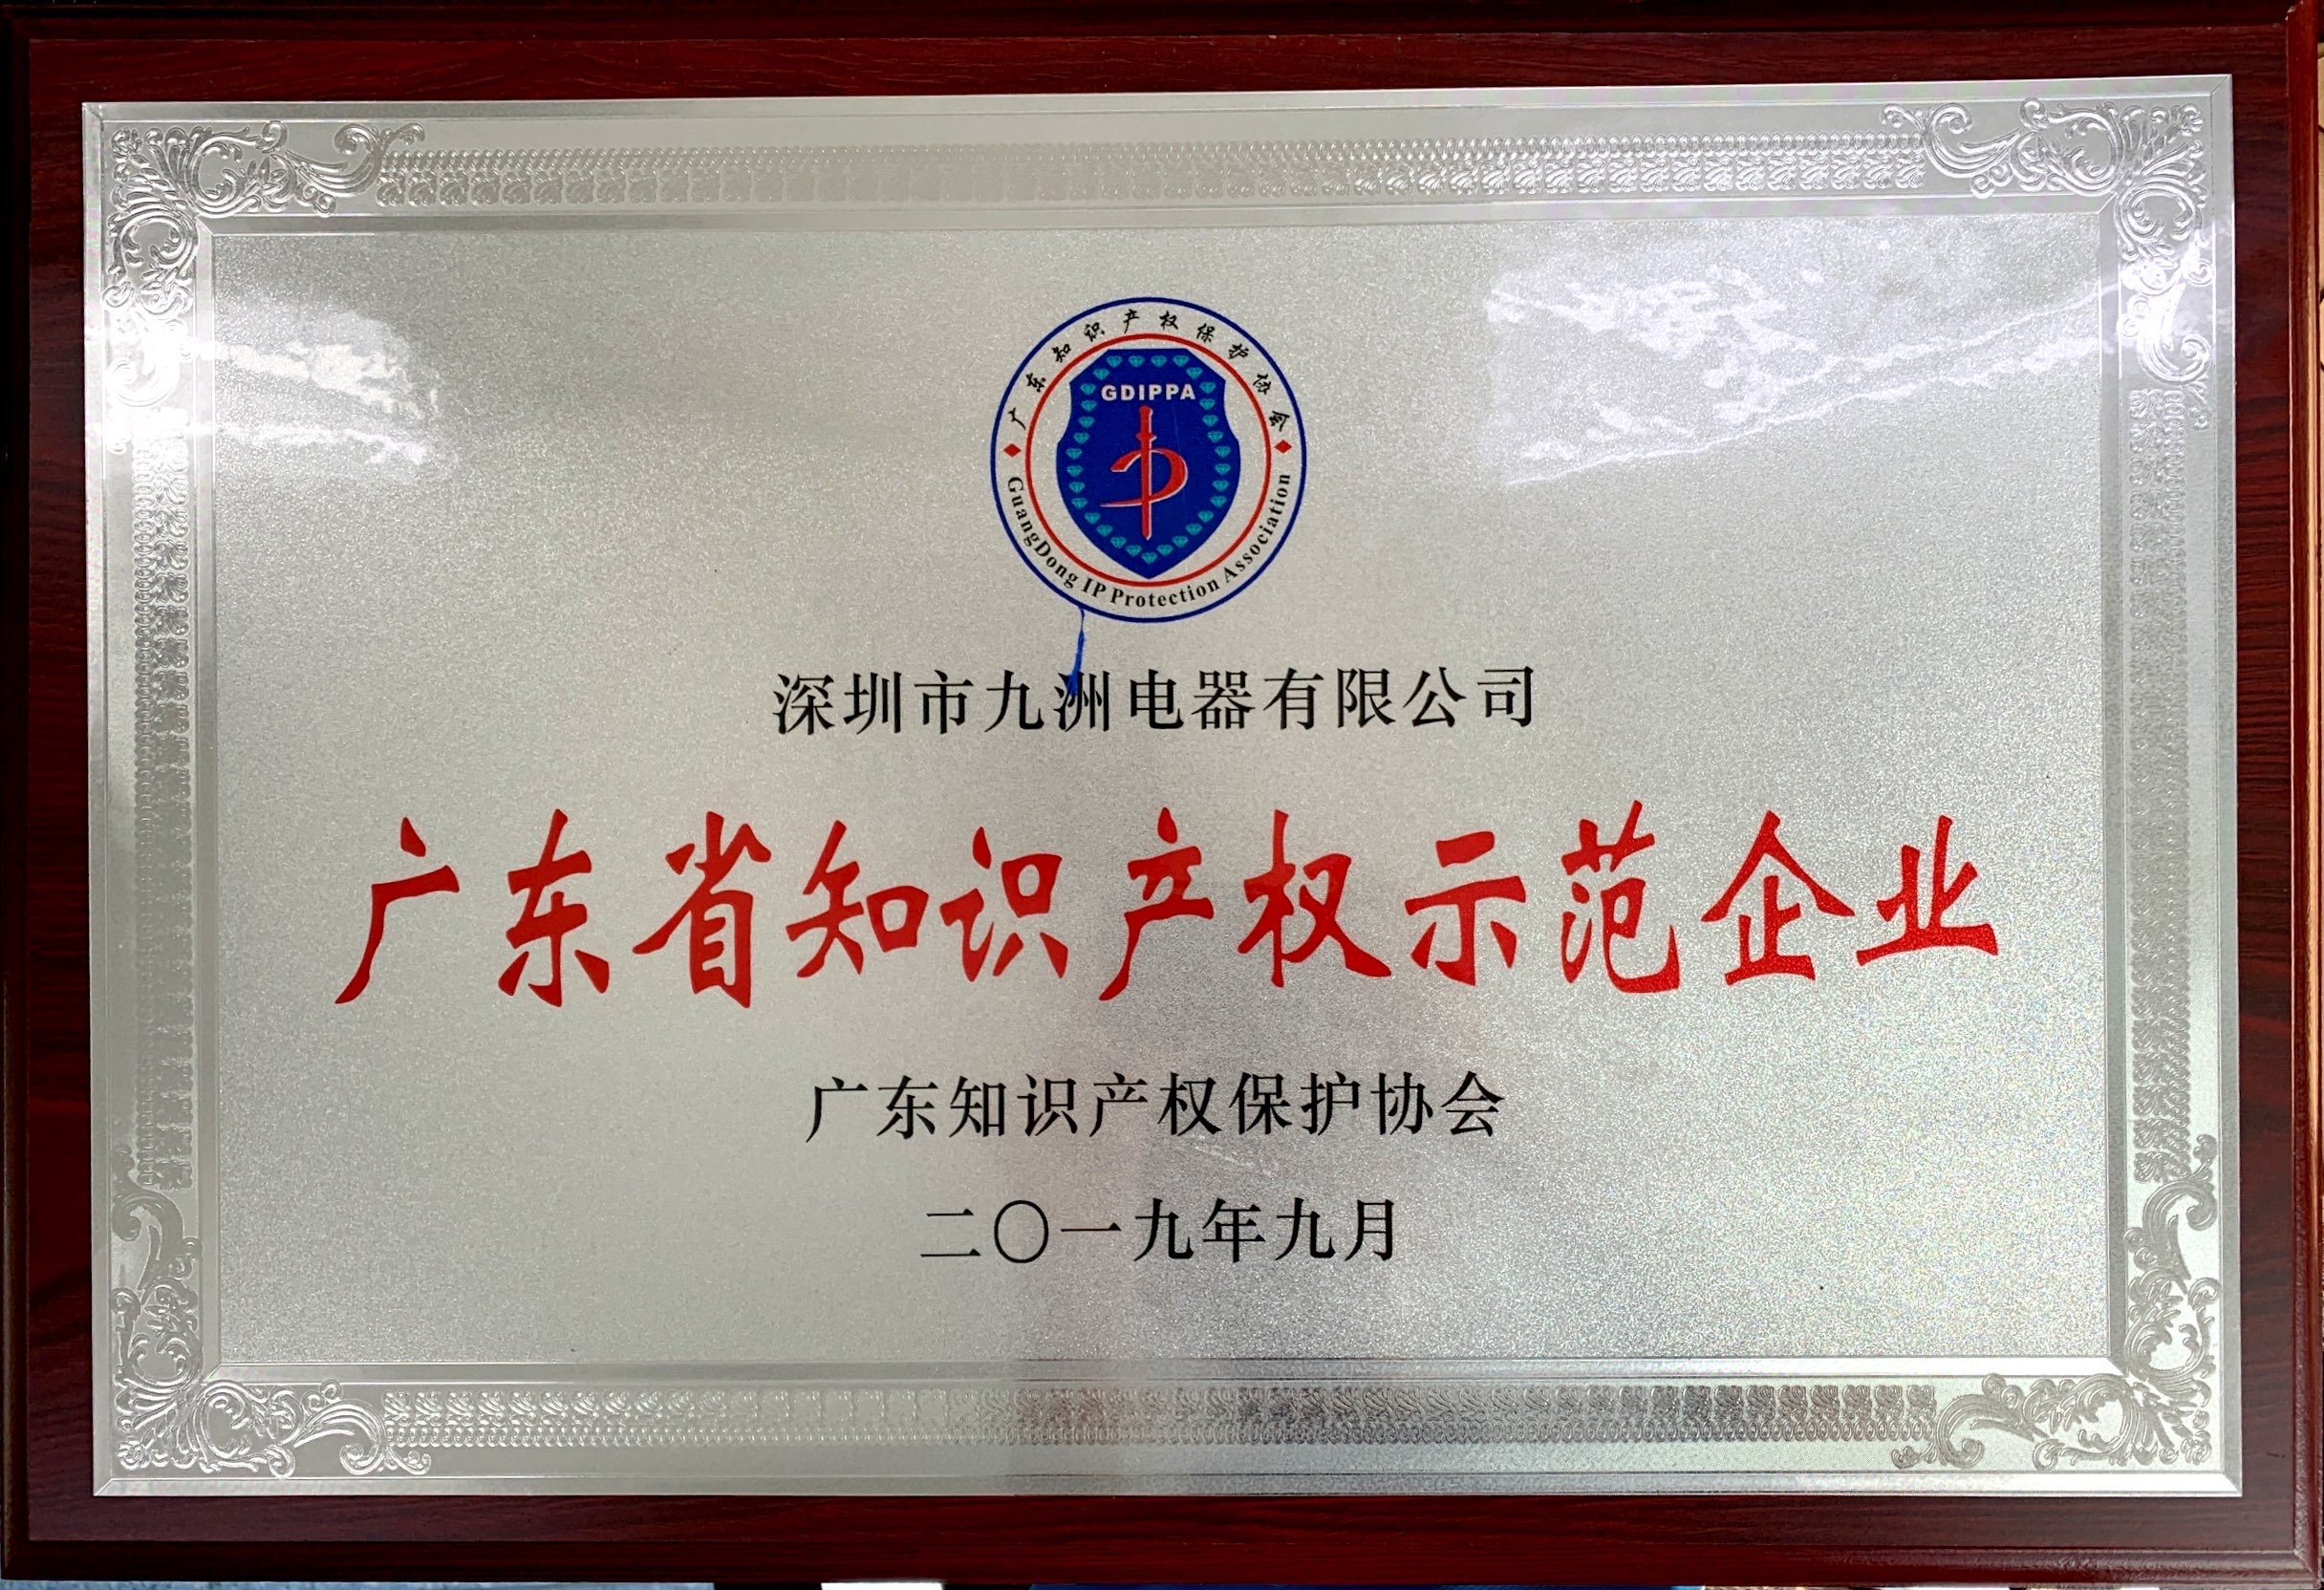 广东知识产权保护协会
GDIPPA
GuangDong IP Protection Association
深圳市九洲电器有限公司
广东省知识产权示范企业
广东知识产权保护协会
二〇一九年九月